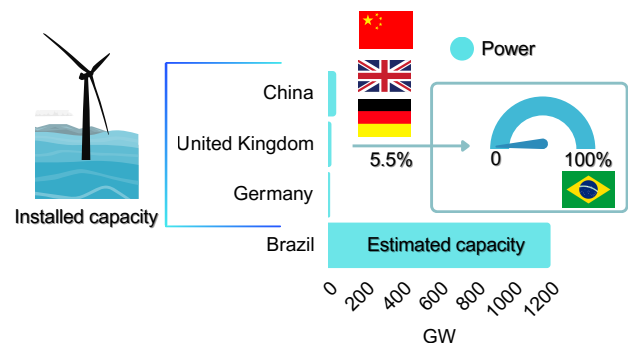 Power
China
United Kingdom
Germany
Brazil
Installed capacity
5.5%
0
100%
Estimated capacity
0
200
400
600
800
1000
1200
GW